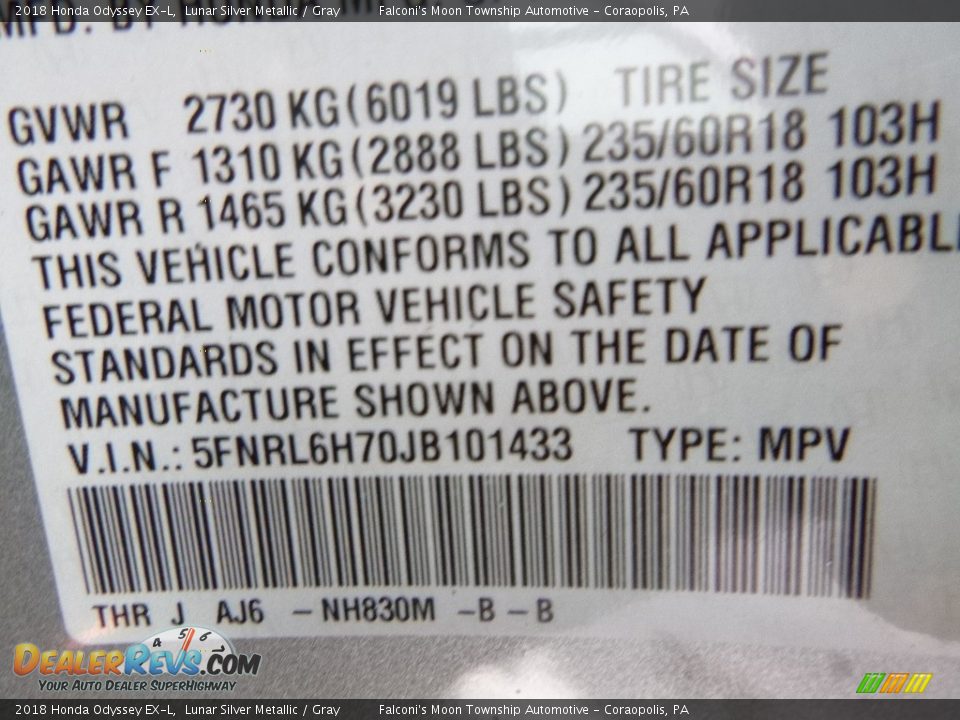 2018 Honda Odyssey EX-L, Lunar Silver Metallic / Gray Falconi's Moon Township Automotive - Coraopolis, PA
GVWR 2730 KG (6019 LBS) TIRE SIZE
GAWR F 1310 KG (2888 LBS) 235/60R18 103H
GAWR R 1465 KG (3230 LBS) 235/60R18 103H
THIS VEHICLE CONFORMS TO ALL APPLICABL
FEDERAL MOTOR VEHICLE SAFETY
STANDARDS IN EFFECT ON THE DATE OF
MANUFACTURE SHOWN ABOVE.
V.I.N.: 5FNRL6H70JB101433 TYPE: MPV
THR J AJ6 - NH830M - B - B
4 5 6
DEALERREVS.COM
YOUR AUTO DEALER SUPERHIGHWAY
2018 Honda Odyssey EX-L, Lunar Silver Metallic / Gray Falconi's Moon Township Automotive - Coraopolis, PA